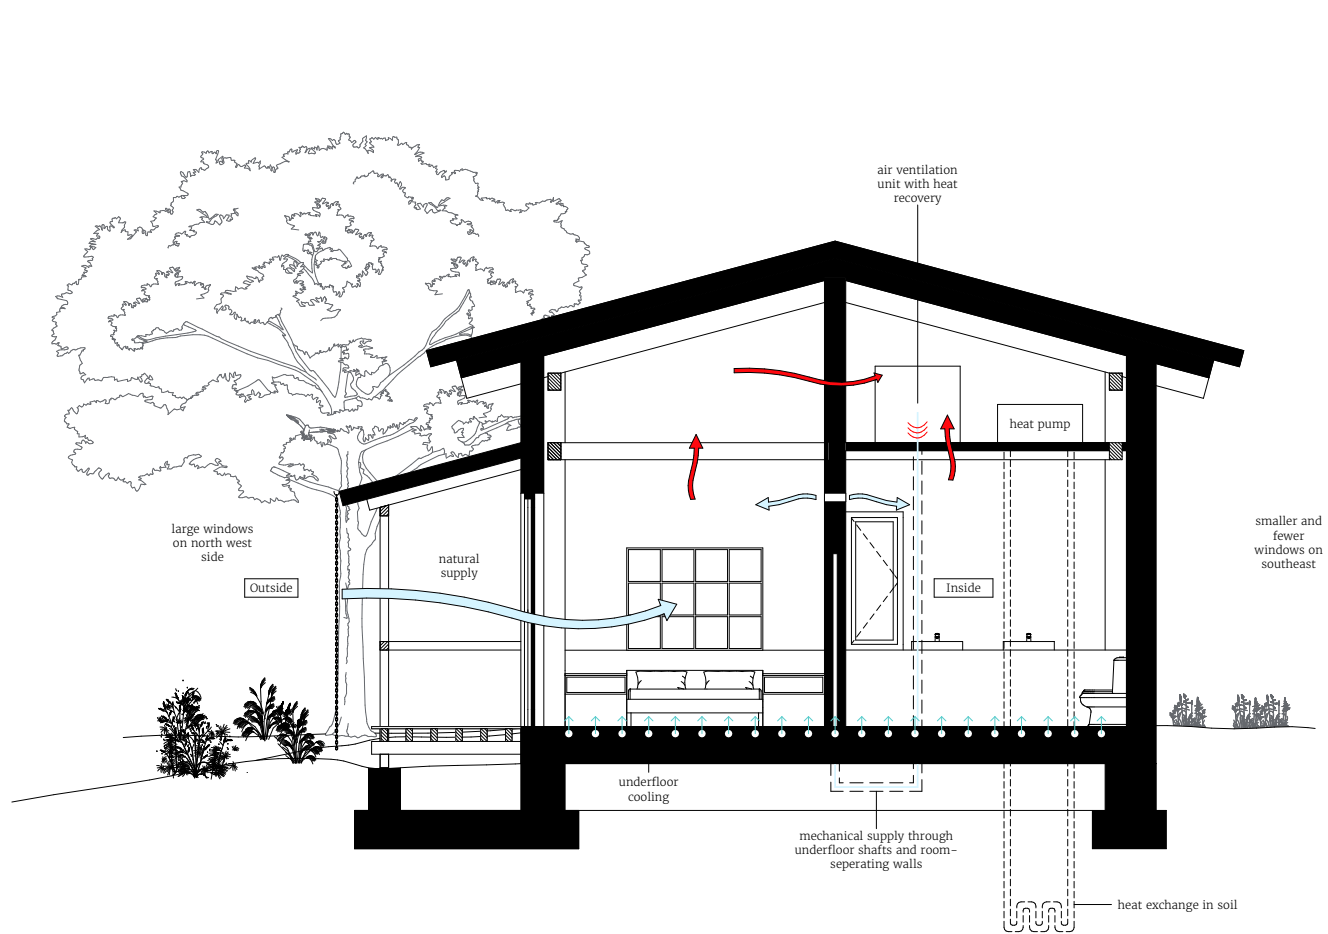 air ventilation
unit with heat
recovery
heat pump
large windows
on north west
side
natural
supply
smaller and
fewer
windows on
southeast
Outside
Inside
underfloor
cooling
mechanical supply through
underfloor shafts and room-
seperating walls
heat exchange in soil